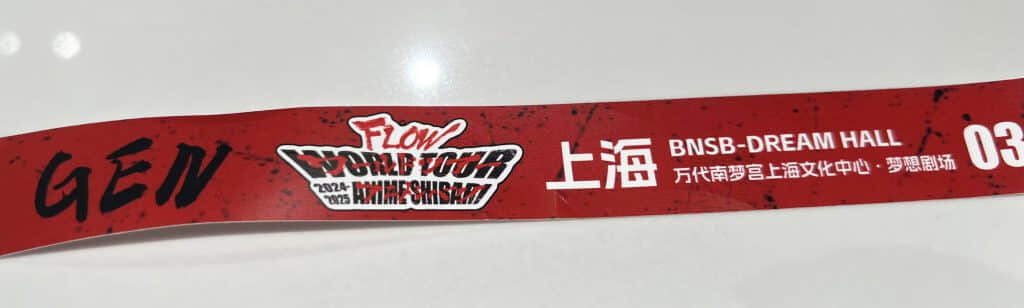 GEN
FLOW
WORLD TOUR
2024-
2025 ANIME SHIBARI
上海
BNSB-DREAM HALL
万代南梦宫上海文化中心·梦想剧场
03